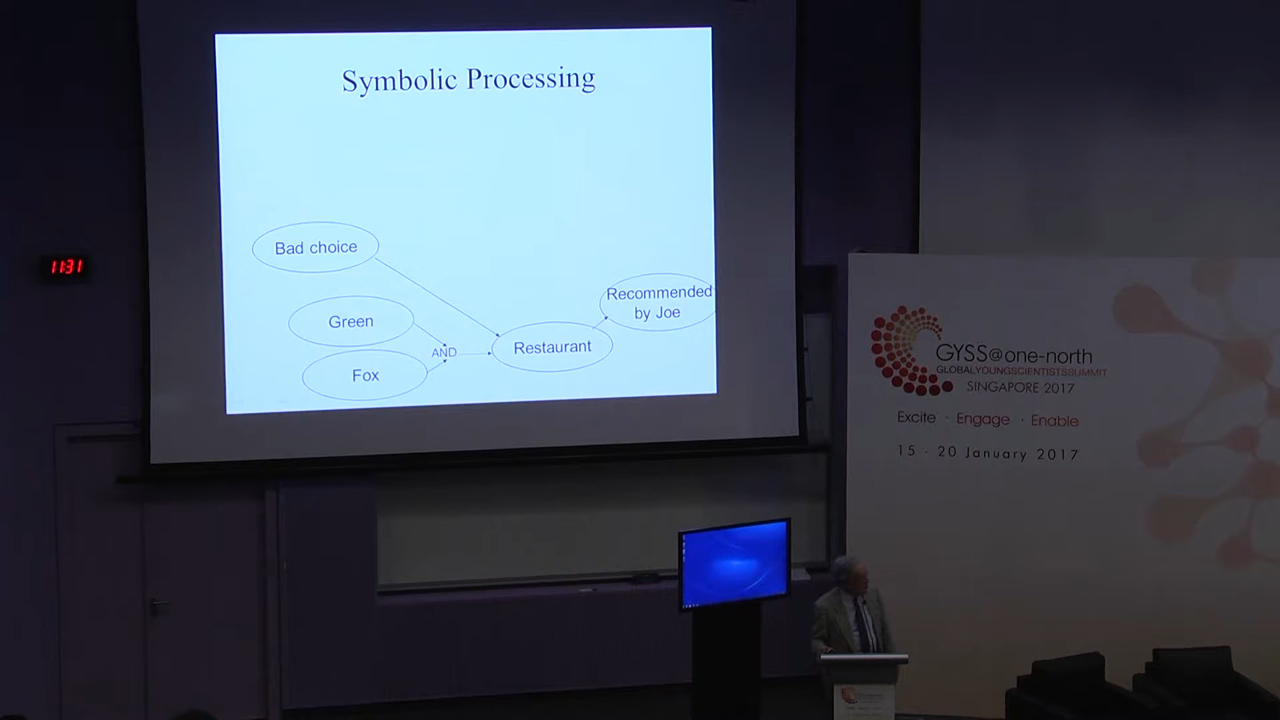 Symbolic Processing
Bad choice
Green
AND
Fox
Restaurant
Recommended
by Joe
11:31
GYSS@one-north
GLOBALYOUNGSCIENTISTSSUMMIT
SINGAPORE 2017
Excite · Engage · Enable
15 - 20 January 2017